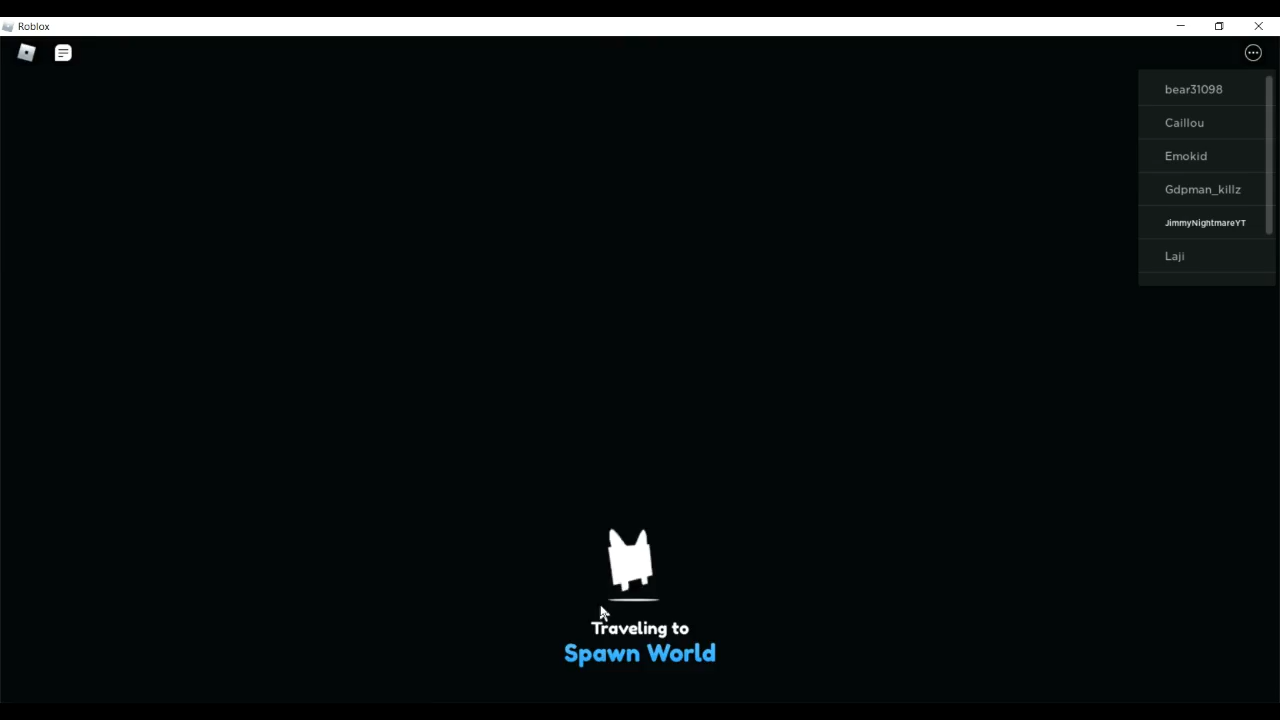 Roblox
bear31098
Caillou
Emokid
Gdpman_killz
JimmyNightmareYT
Laji
Traveling to
Spawn World